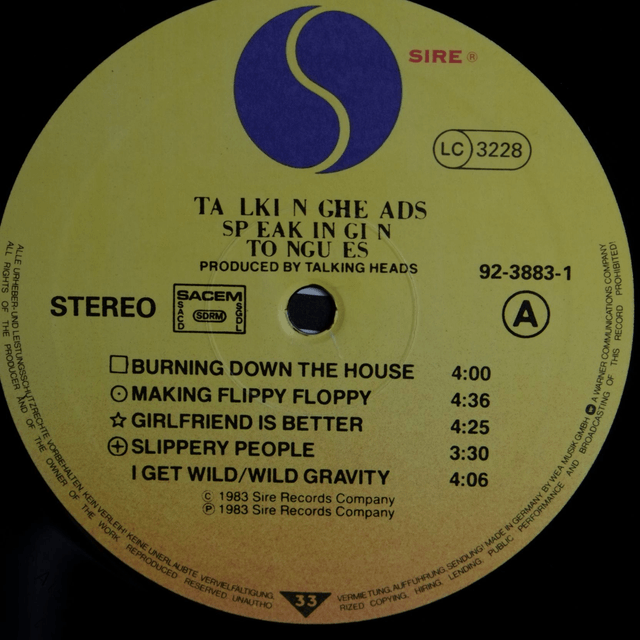 SIRE ®
LC 3228
TA LKI N GHE ADS
SP EAK IN GI N
TO NGU ES
PRODUCED BY TALKING HEADS
92-3883-1
STEREO
SACEM
SACD
SDRM
SGDL
A
BURNING DOWN THE HOUSE 4:00
MAKING FLIPPY FLOPPY 4:36
GIRLFRIEND IS BETTER 4:25
SLIPPERY PEOPLE 3:30
I GET WILD/WILD GRAVITY 4:06
© 1983 Sire Records Company
℗ 1983 Sire Records Company
33
ALLE URHEBER-UND LEISTUNGSSCHUTZRECHTE VORBEHALTEN. KEIN VERLEIH! KEINE UNERLAUBTE VERVIELFÄLTIGUNG, VERMIETUNG, AUFFÜHRUNG, SENDUNG! MADE IN GERMANY, BY WEA MUSIK GMBH, A WARNER COMMUNICATIONS COMPANY
ALL RIGHTS OF THE PRODUCER AND OF THE OWNER OF THE WORK REPRODUCED RESERVED UNAUTHORIZED COPYING, HIRING, LENDING, PUBLIC PERFORMANCE AND BROADCASTING OF THIS RECORD PROHIBITED!